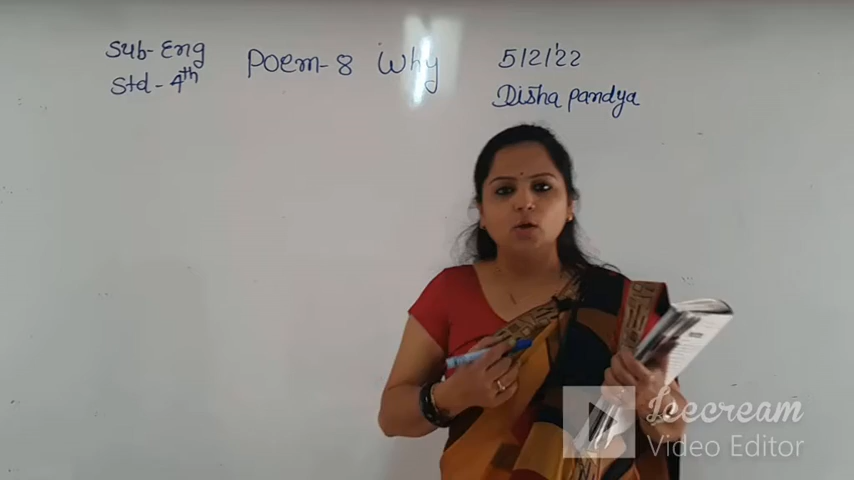 Sub-Eng
Std-4th
Poem-8 Why
5/2/22
Disha Pandya
Icecream
Video Editor